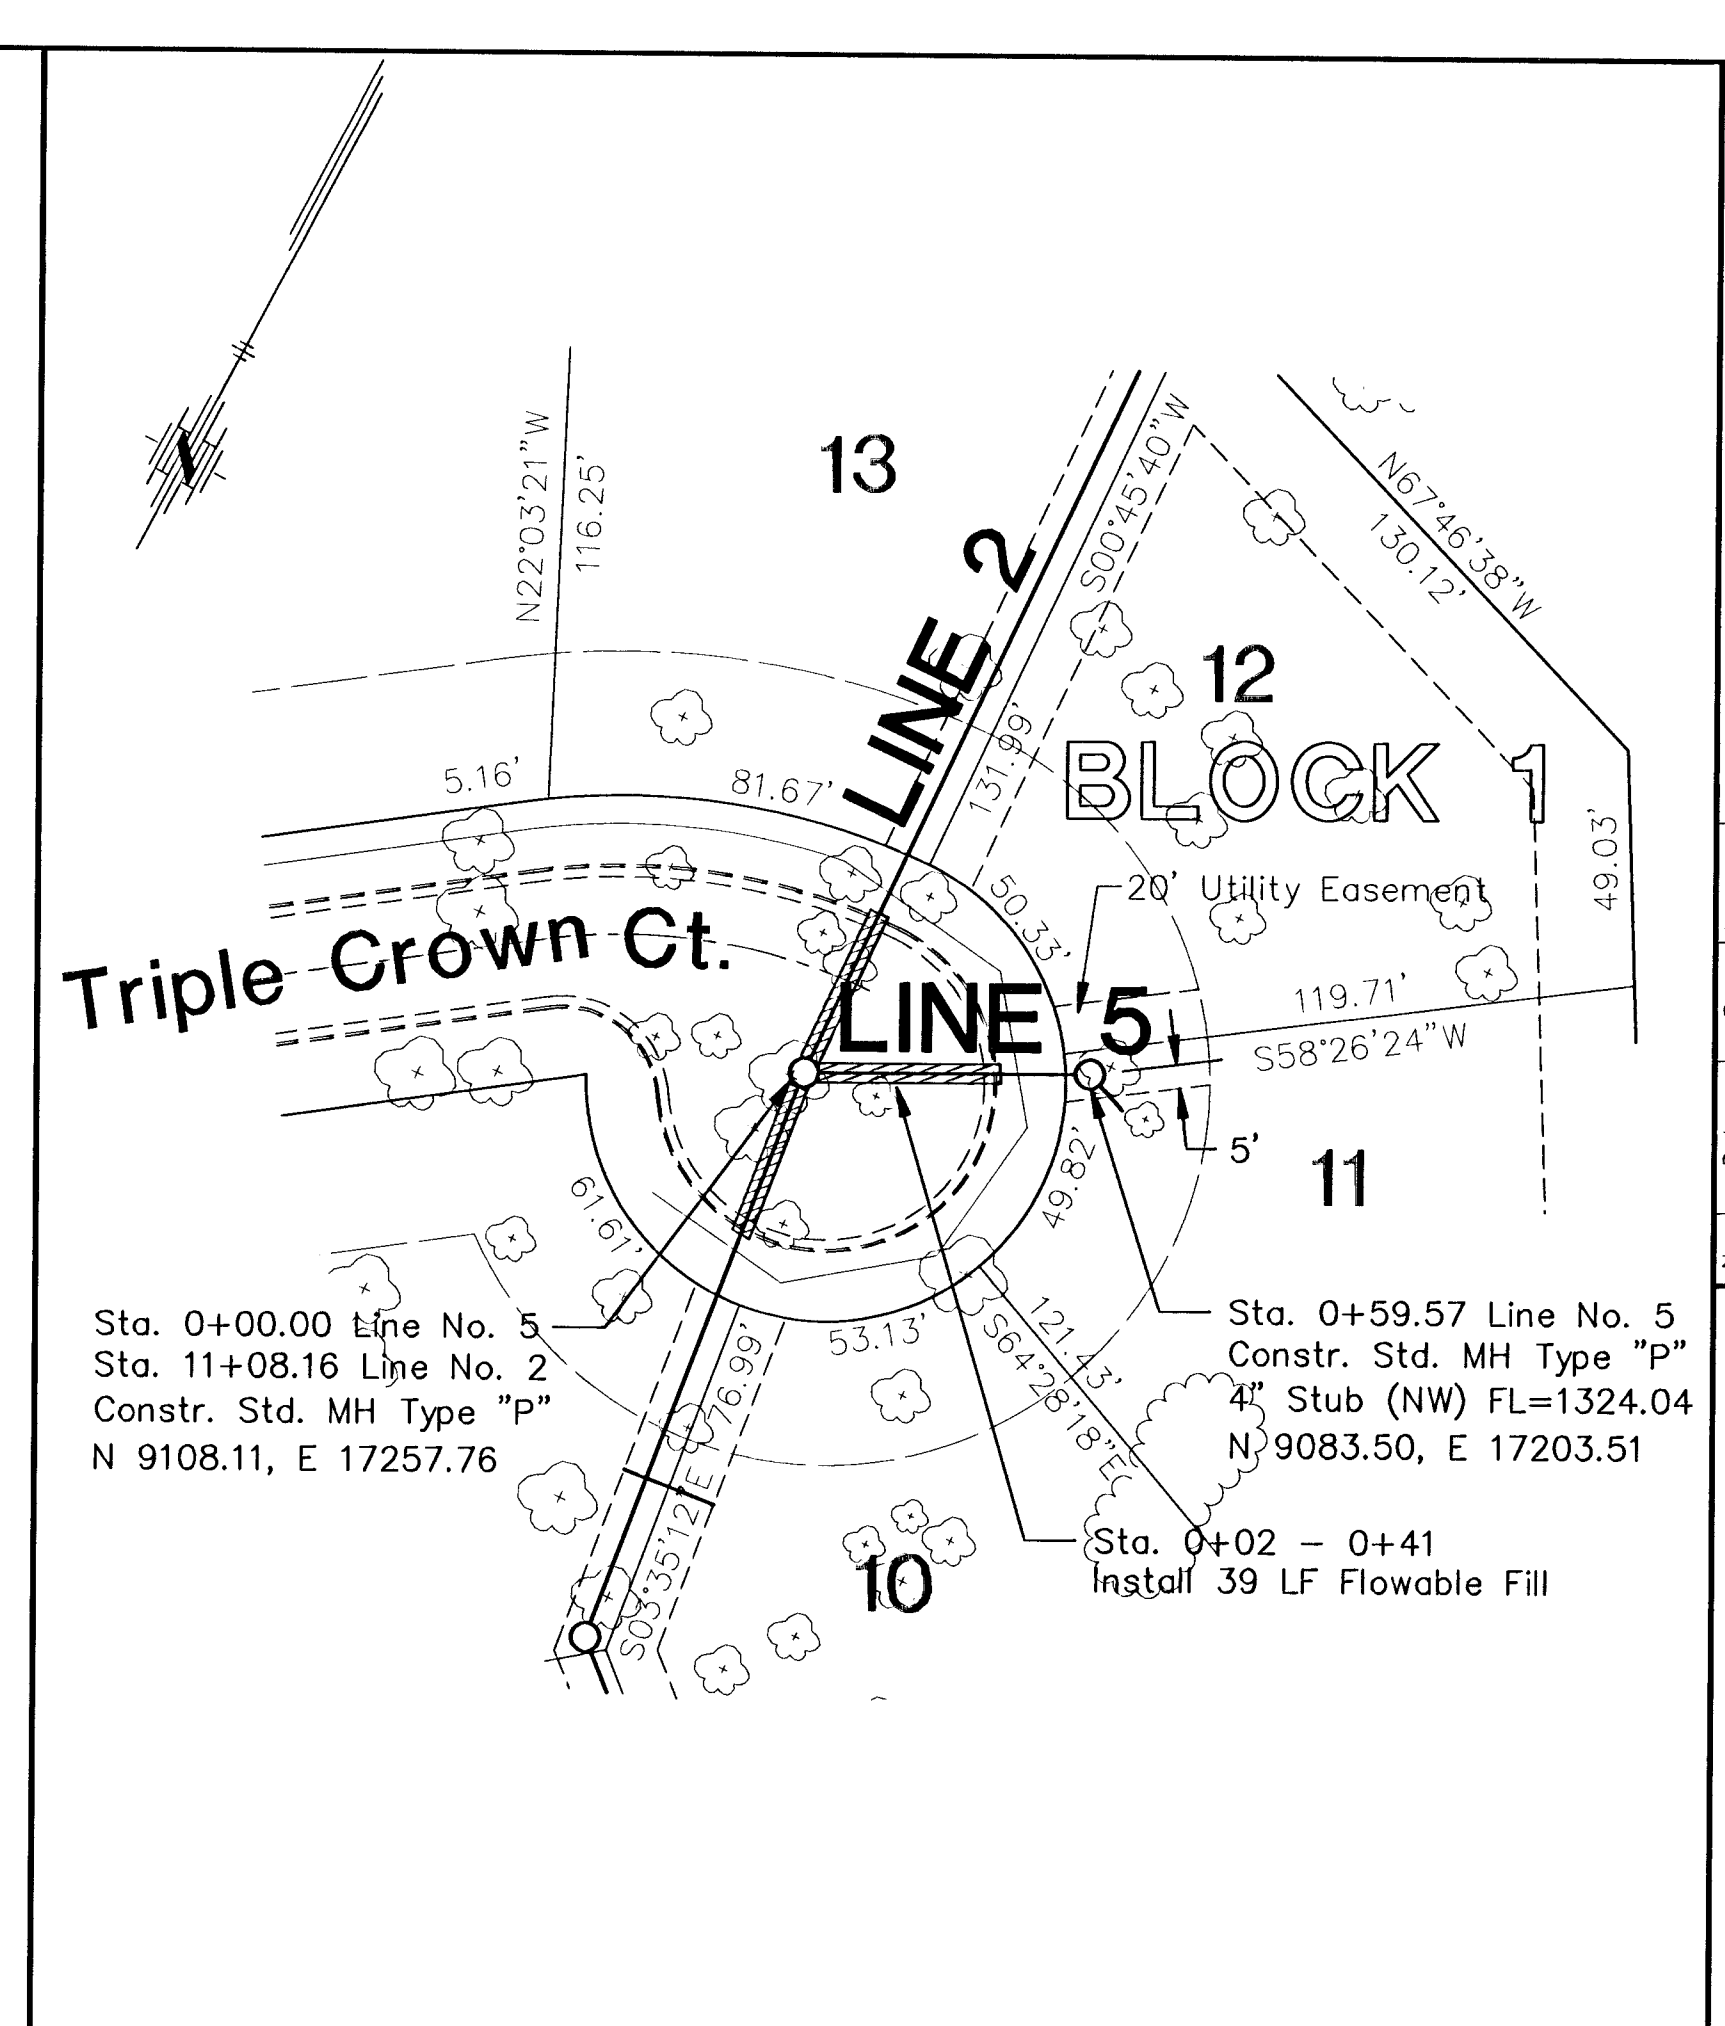 N
13
N22°03'21"W
116.25'
LINE 2
S00°45'40"W
131.99'
N67°46'38"W
130.12'
12
BLOCK 1
49.03'
5.16'
81.67'
50.33'
20' Utility Easement
Triple Crown Ct.
LINE 5
119.71'
S58°26'24"W
5'
11
49.82'
61.61'
53.13'
121.43'
S64°28'18"E
76.99'
S03°35'12"E
10
Sta. 0+00.00 Line No. 5
Sta. 11+08.16 Line No. 2
Constr. Std. MH Type "P"
N 9108.11, E 17257.76
Sta. 0+59.57 Line No. 5
Constr. Std. MH Type "P"
4" Stub (NW) FL=1324.04
N 9083.50, E 17203.51
Sta. 0+02 - 0+41
Install 39 LF Flowable Fill